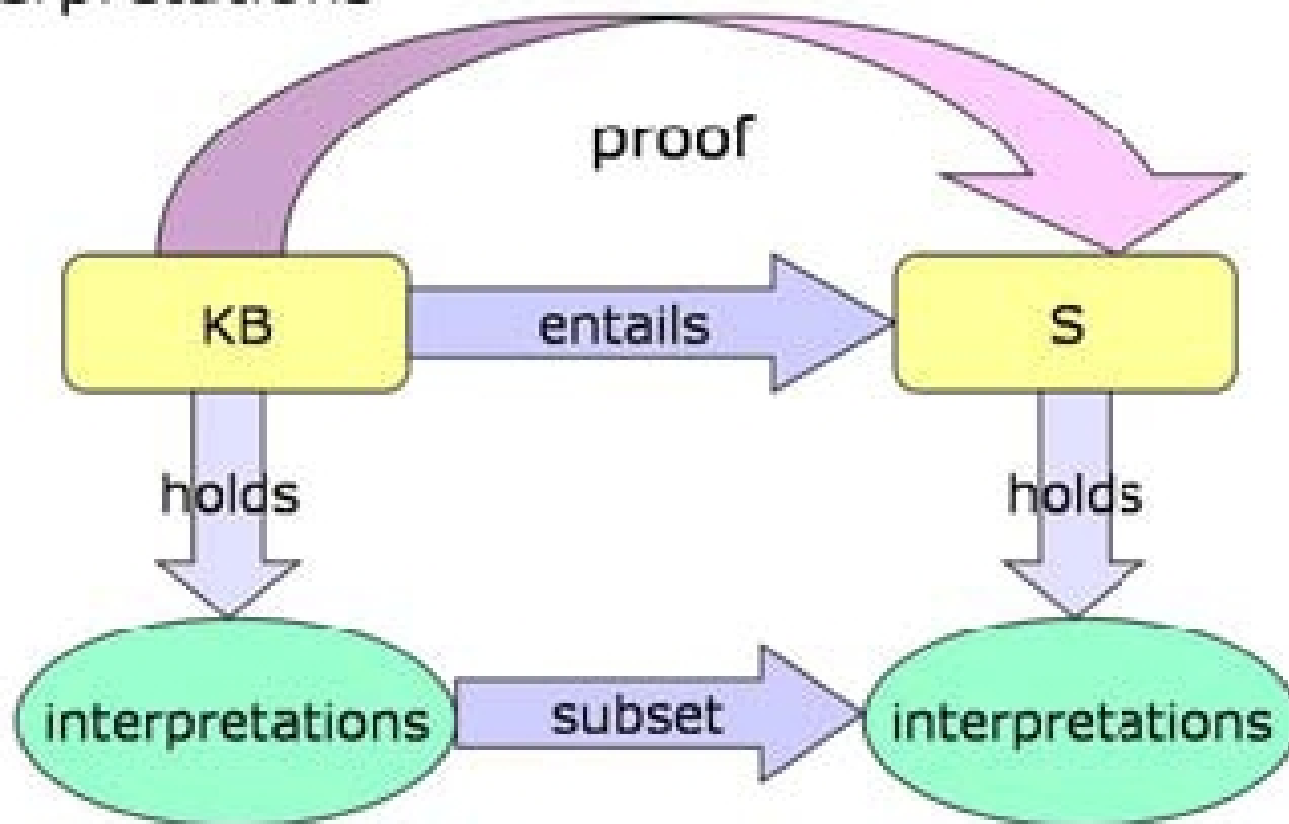 proof
KB
entails
S
holds
holds
interpretations
subset
interpretations